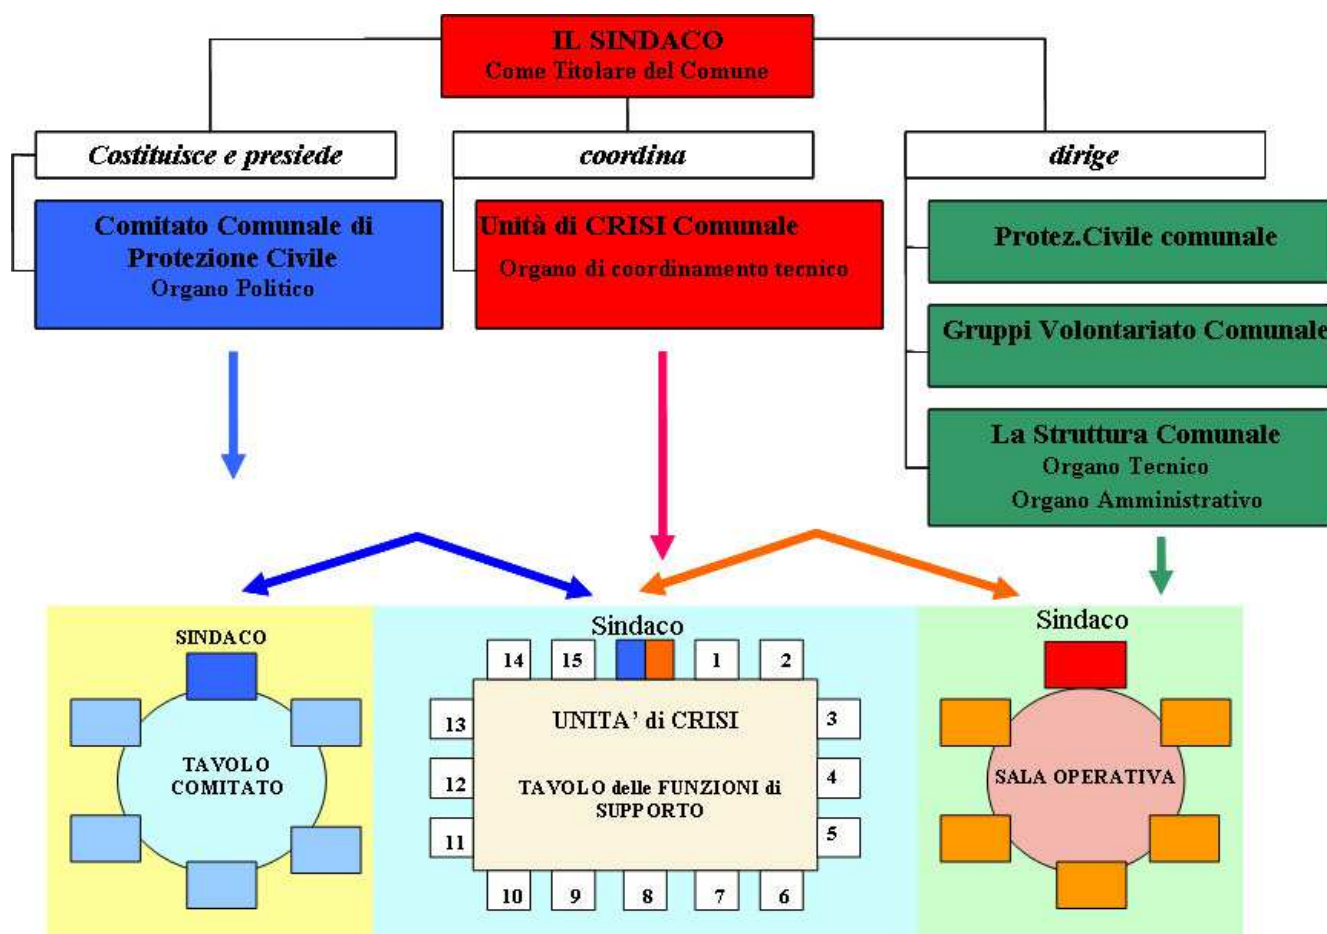 IL SINDACO
Come Titolare del Comune
Costituisce e presiede
coordina
dirige
Comitato Comunale di
Protezione Civile
Organo Politico
Unità di CRISI Comunale
Organo di coordinamento tecnico
Protez.Civile comunale
Gruppi Volontariato Comunale
La Struttura Comunale
Organo Tecnico
Organo Amministrativo
SINDACO
TAVOLO
COMITATO
Sindaco
14
15
1
2
13
3
12
4
11
5
10
9
8
7
6
UNITA' di CRISI
TAVOLO delle FUNZIONI di
SUPPORTO
Sindaco
SALA OPERATIVA